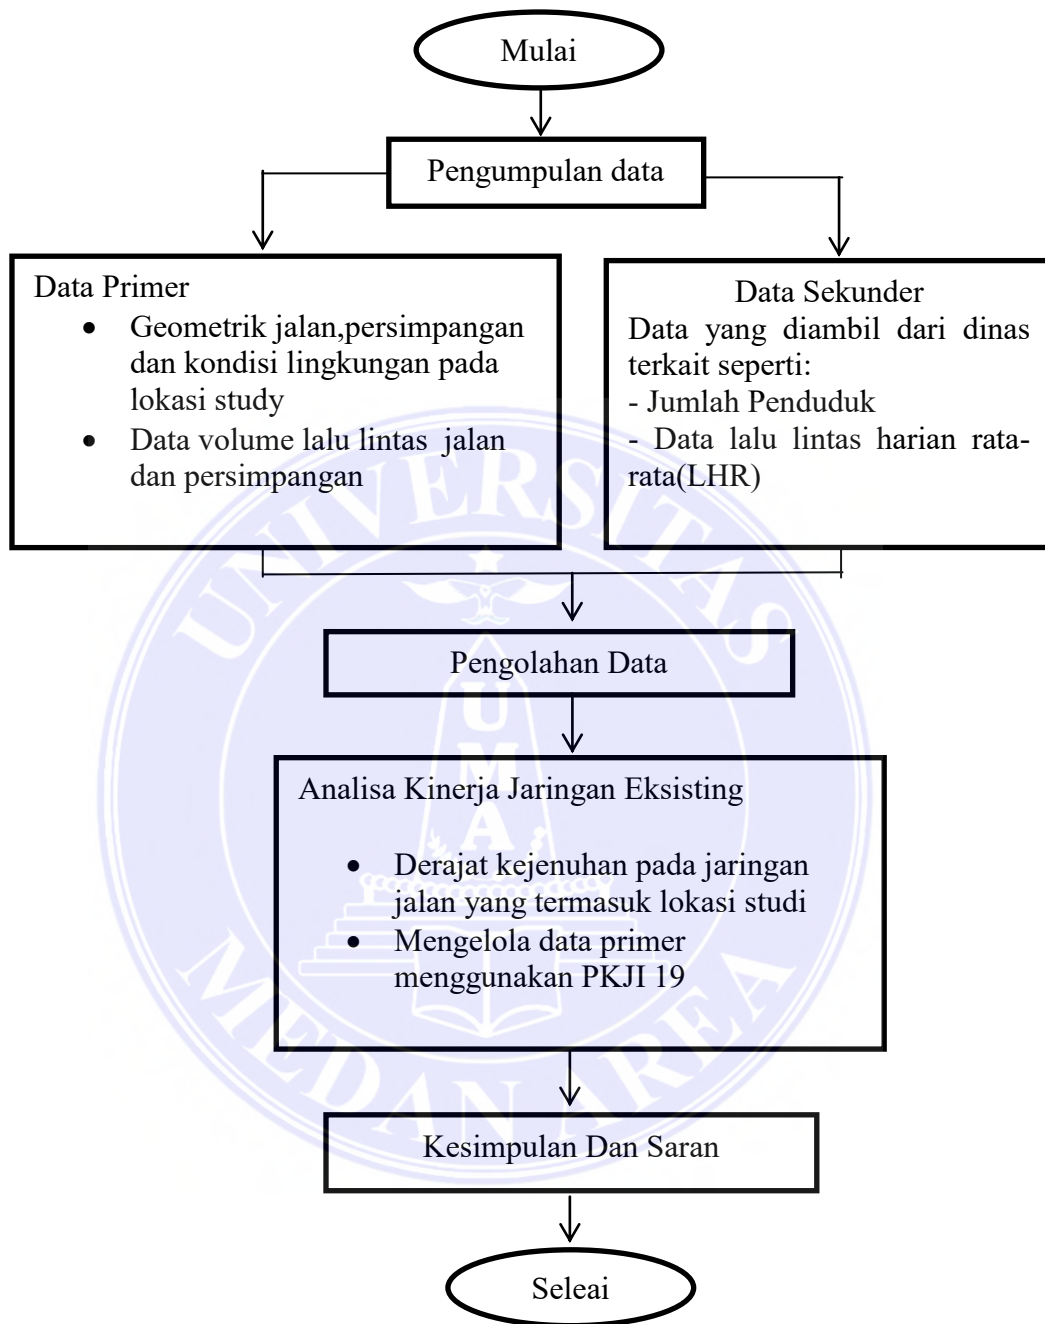 Mulai
Pengumpulan data
Data Primer
• Geometrik jalan,persimpangan
dan kondisi lingkungan pada
lokasi study
• Data volume lalu lintas jalan
dan persimpangan
Data Sekunder
Data yang diambil dari dinas
terkait seperti:
- Jumlah Penduduk
- Data lalu lintas harian rata-
rata(LHR)
Pengolahan Data
Analisa Kinerja Jaringan Eksisting
• Derajat kejenuhan pada jaringan
jalan yang termasuk lokasi studi
• Mengelola data primer
menggunakan PKJI 19
Kesimpulan Dan Saran
Seleai
UNIVERSITAS
MEDAN AREA
U
M
A